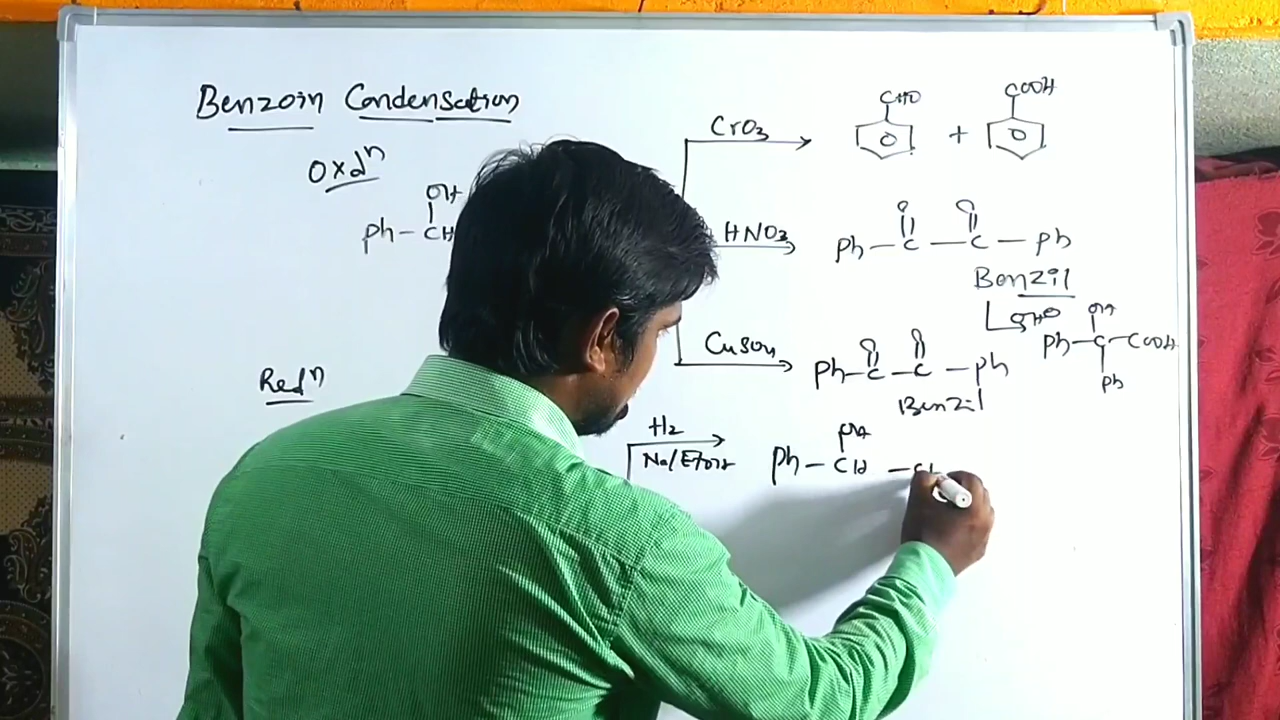 Benzoin Condensation
Oxdⁿ
OH
Ph-CH
CrO3
CHO
+
COOH
HNO3
O O
Ph-C-C-Ph
Benzil
OH
Ph-C-COOH
Ph
CuSO4
O O
Ph-C-C-Ph
Benzil
Redⁿ
H2
Na/EtOH
OH
Ph-CH-